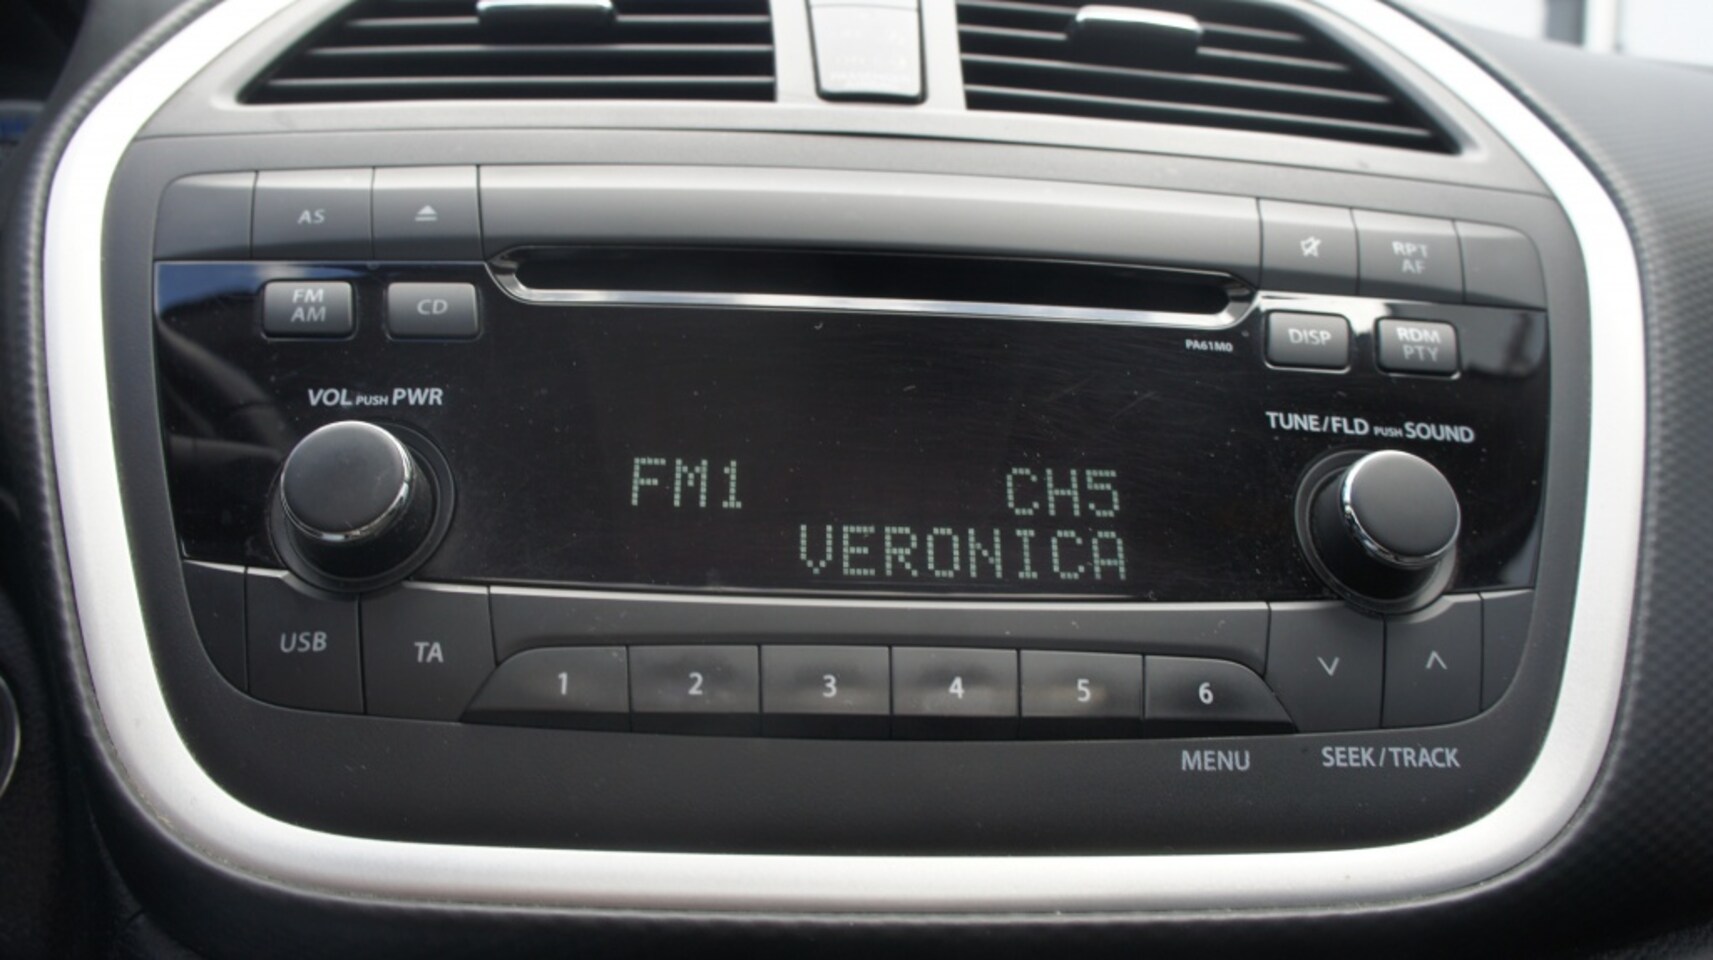 AS
RPT
AF
FM
AM
CD
PA61M0
DISP
RDM
PTY
VOL PUSH PWR
TUNE/FLD PUSH SOUND
FM1 CH5
VERONICA
USB
TA
1 2 3 4 5 6
MENU
SEEK/TRACK